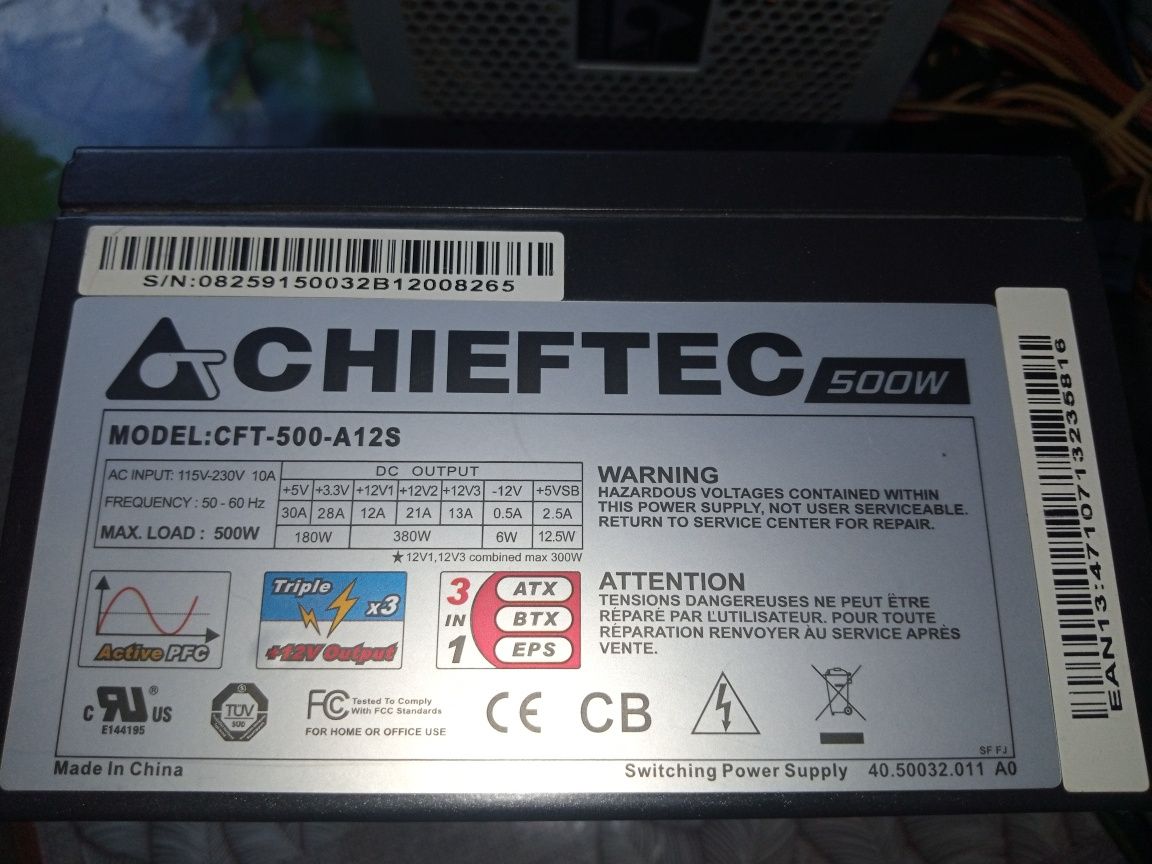 S/N:08259150032B12008265
CHIEFTEC 500W
MODEL:CFT-500-A12S
AC INPUT: 115V-230V 10A
FREQUENCY : 50 - 60 Hz
MAX. LOAD : 500W
DC OUTPUT
+5V +3.3V +12V1 +12V2 +12V3 -12V +5VSB
30A 28A 12A 21A 13A 0.5A 2.5A
180W 380W 6W 12.5W
★12V1,12V3 combined max 300W
WARNING
HAZARDOUS VOLTAGES CONTAINED WITHIN
THIS POWER SUPPLY, NOT USER SERVICEABLE.
RETURN TO SERVICE CENTER FOR REPAIR.
Active PFC
Triple
x3
+12V Output
3
IN
1
ATX
BTX
EPS
ATTENTION
TENSIONS DANGEREUSES NE PEUT ËTRE
RÉPARÉ PAR L'UTILISATEUR. POUR TOUTE
RÉPARATION RENVOYER ÀU SERVICE APRÈS
VENTE.
C RU ® US
E144195
S
TÜV
SÜD
FC Tested To Comply
With FCC Standards
FOR HOME OR OFFICE USE
CE
CB
SF FJ
Made In China
Switching Power Supply 40.50032.011 A0
EAN13:4710713235816